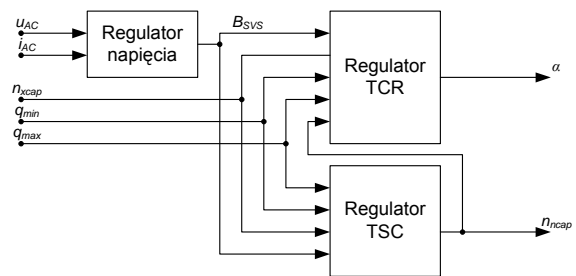 u_AC
i_AC
Regulator
napięcia
B_SVS
n_xcap
q_min
q_max
Regulator
TCR
α
Regulator
TSC
n_ncap